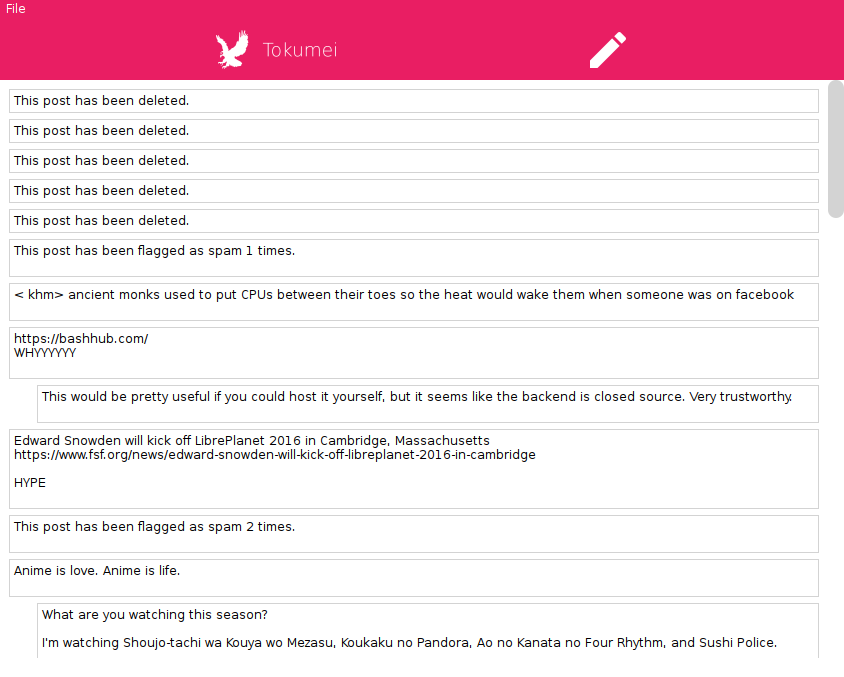 File
Tokumei
This post has been deleted.
This post has been deleted.
This post has been deleted.
This post has been deleted.
This post has been deleted.
This post has been flagged as spam 1 times.
< khm> ancient monks used to put CPUs between their toes so the heat would wake them when someone was on facebook
https://bashhub.com/
WHYYYYYY
This would be pretty useful if you could host it yourself, but it seems like the backend is closed source. Very trustworthy.
Edward Snowden will kick off LibrePlanet 2016 in Cambridge, Massachusetts
https://www.fsf.org/news/edward-snowden-will-kick-off-libreplanet-2016-in-cambridge
HYPE
This post has been flagged as spam 2 times.
Anime is love. Anime is life.
What are you watching this season?
I'm watching Shoujo-tachi wa Kouya wo Mezasu, Koukaku no Pandora, Ao no Kanata no Four Rhythm, and Sushi Police.